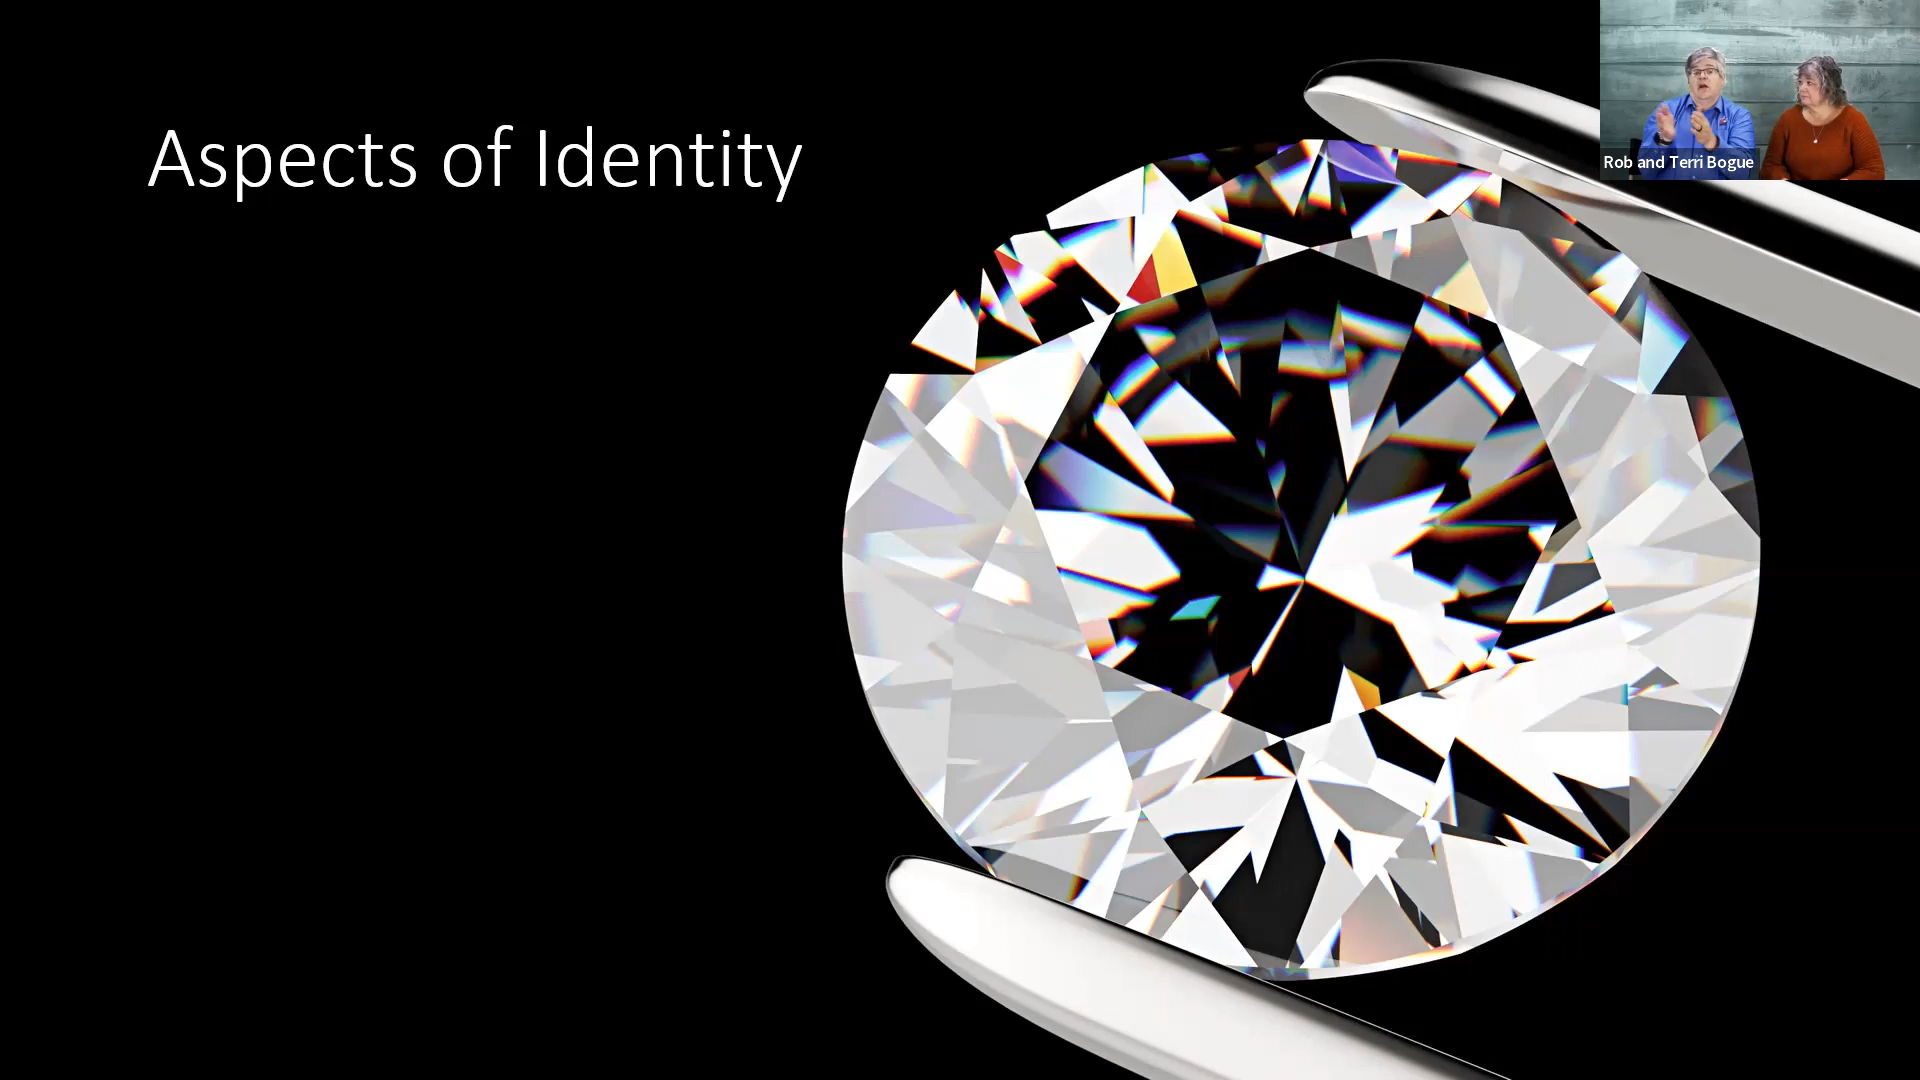 Aspects of Identity
Rob and Terri Bogue